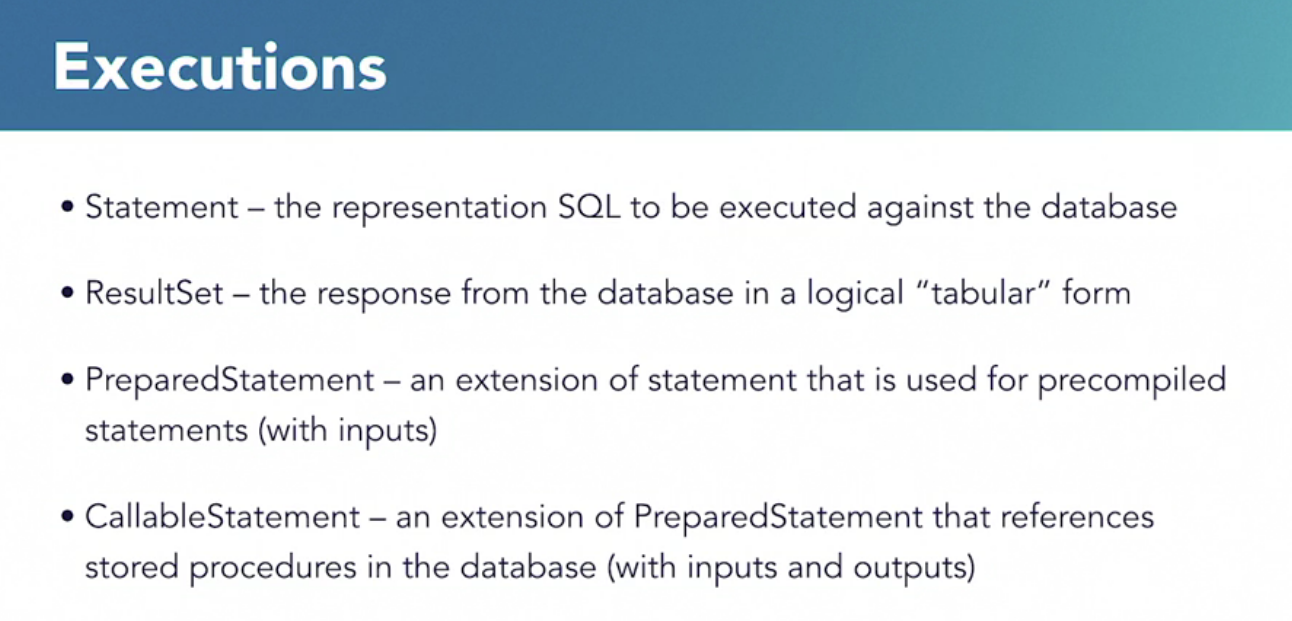 Executions
• Statement – the representation SQL to be executed against the database
• ResultSet – the response from the database in a logical “tabular” form
• PreparedStatement – an extension of statement that is used for precompiled
statements (with inputs)
• CallableStatement – an extension of PreparedStatement that references
stored procedures in the database (with inputs and outputs)